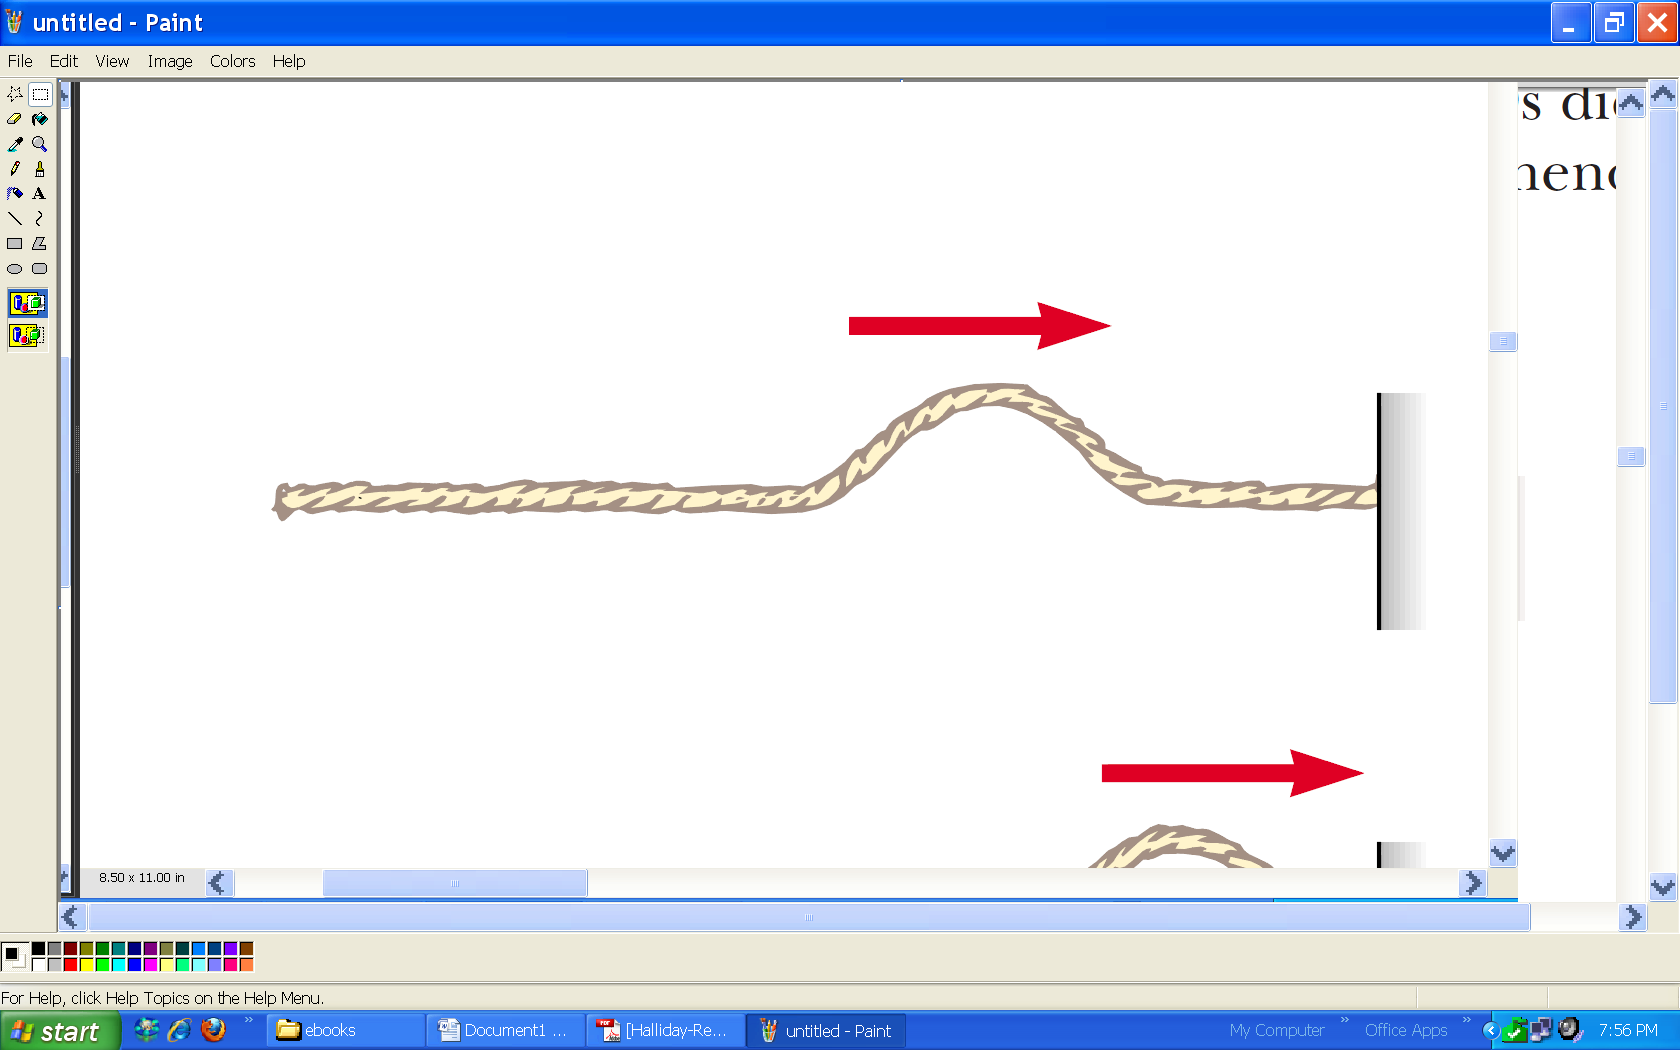 untitled - Paint
File Edit View Image Colors Help
A
8.50 x 11.00 in
For Help, click Help Topics on the Help Menu.
start
ebooks
Document1 ...
[Halliday-Re...
untitled - Paint
My Computer
Office Apps
7:56 PM